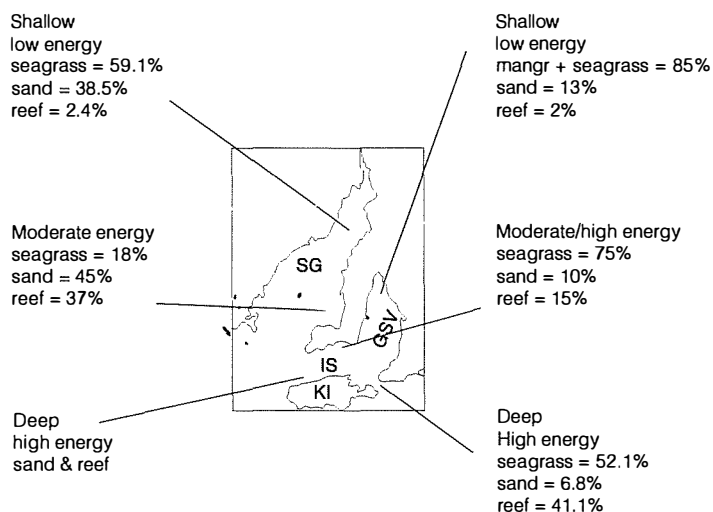 Shallow
low energy
seagrass = 59.1%
sand = 38.5%
reef = 2.4%
Shallow
low energy
mangr + seagrass = 85%
sand = 13%
reef = 2%
Moderate energy
seagrass = 18%
sand = 45%
reef = 37%
SG
GSV
IS
KI
Moderate/high energy
seagrass = 75%
sand = 10%
reef = 15%
Deep
high energy
sand & reef
Deep
High energy
seagrass = 52.1%
sand = 6.8%
reef = 41.1%